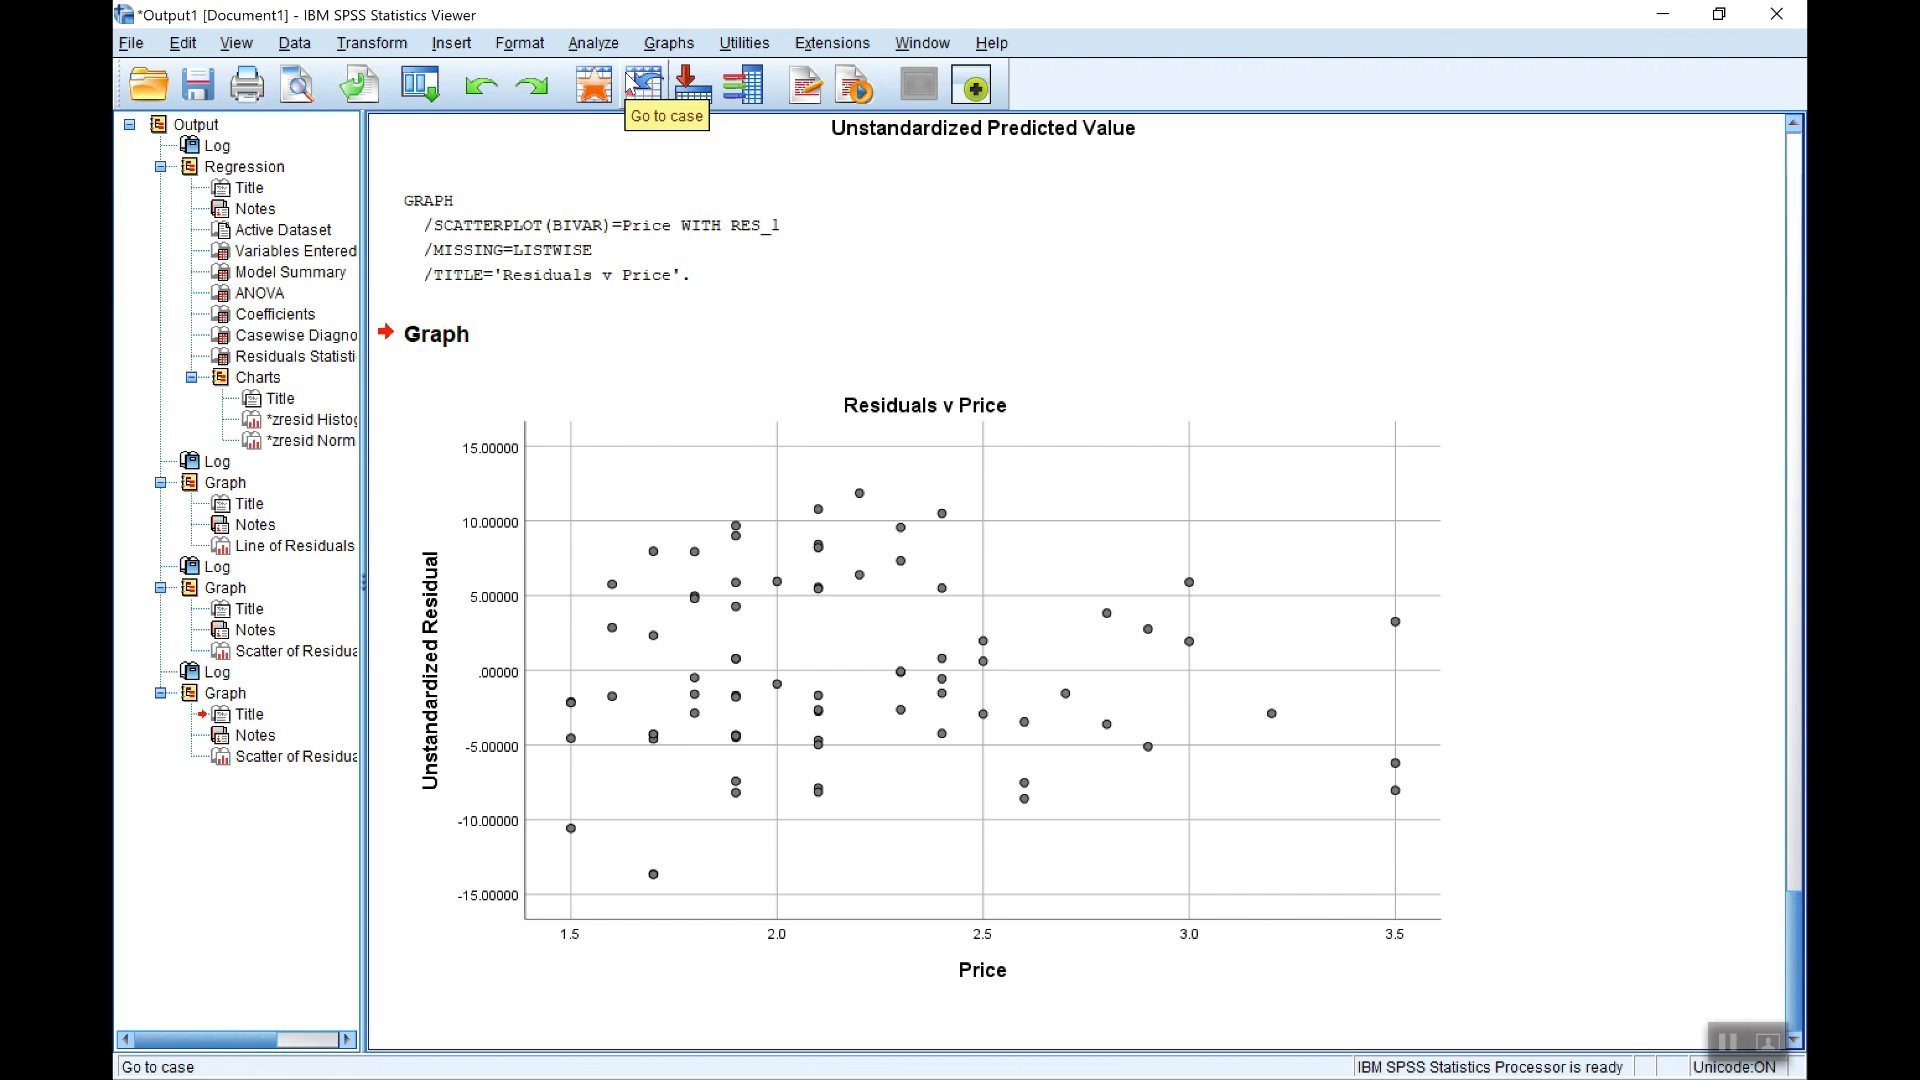 *Output1 [Document1] - IBM SPSS Statistics Viewer
File Edit View Data Transform Insert Format Analyze Graphs Utilities Extensions Window Help
Go to case
Output
Log
Regression
Title
Notes
Active Dataset
Variables Entered
Model Summary
ANOVA
Coefficients
Casewise Diagno
Residuals Statisti
Charts
Title
*zresid Histog
*zresid Norm
Log
Graph
Title
Notes
Line of Residuals
Log
Graph
Title
Notes
Scatter of Residua
Log
Graph
Title
Notes
Scatter of Residua
Unstandardized Predicted Value
GRAPH
/SCATTERPLOT(BIVAR)=Price WITH RES_1
/MISSING=LISTWISE
/TITLE='Residuals v Price'.
Graph
Residuals v Price
Unstandardized Residual
15.00000
10.00000
5.00000
.00000
-5.00000
-10.00000
-15.00000
1.5 2.0 2.5 3.0 3.5
Price
Go to case
IBM SPSS Statistics Processor is ready
Unicode:ON